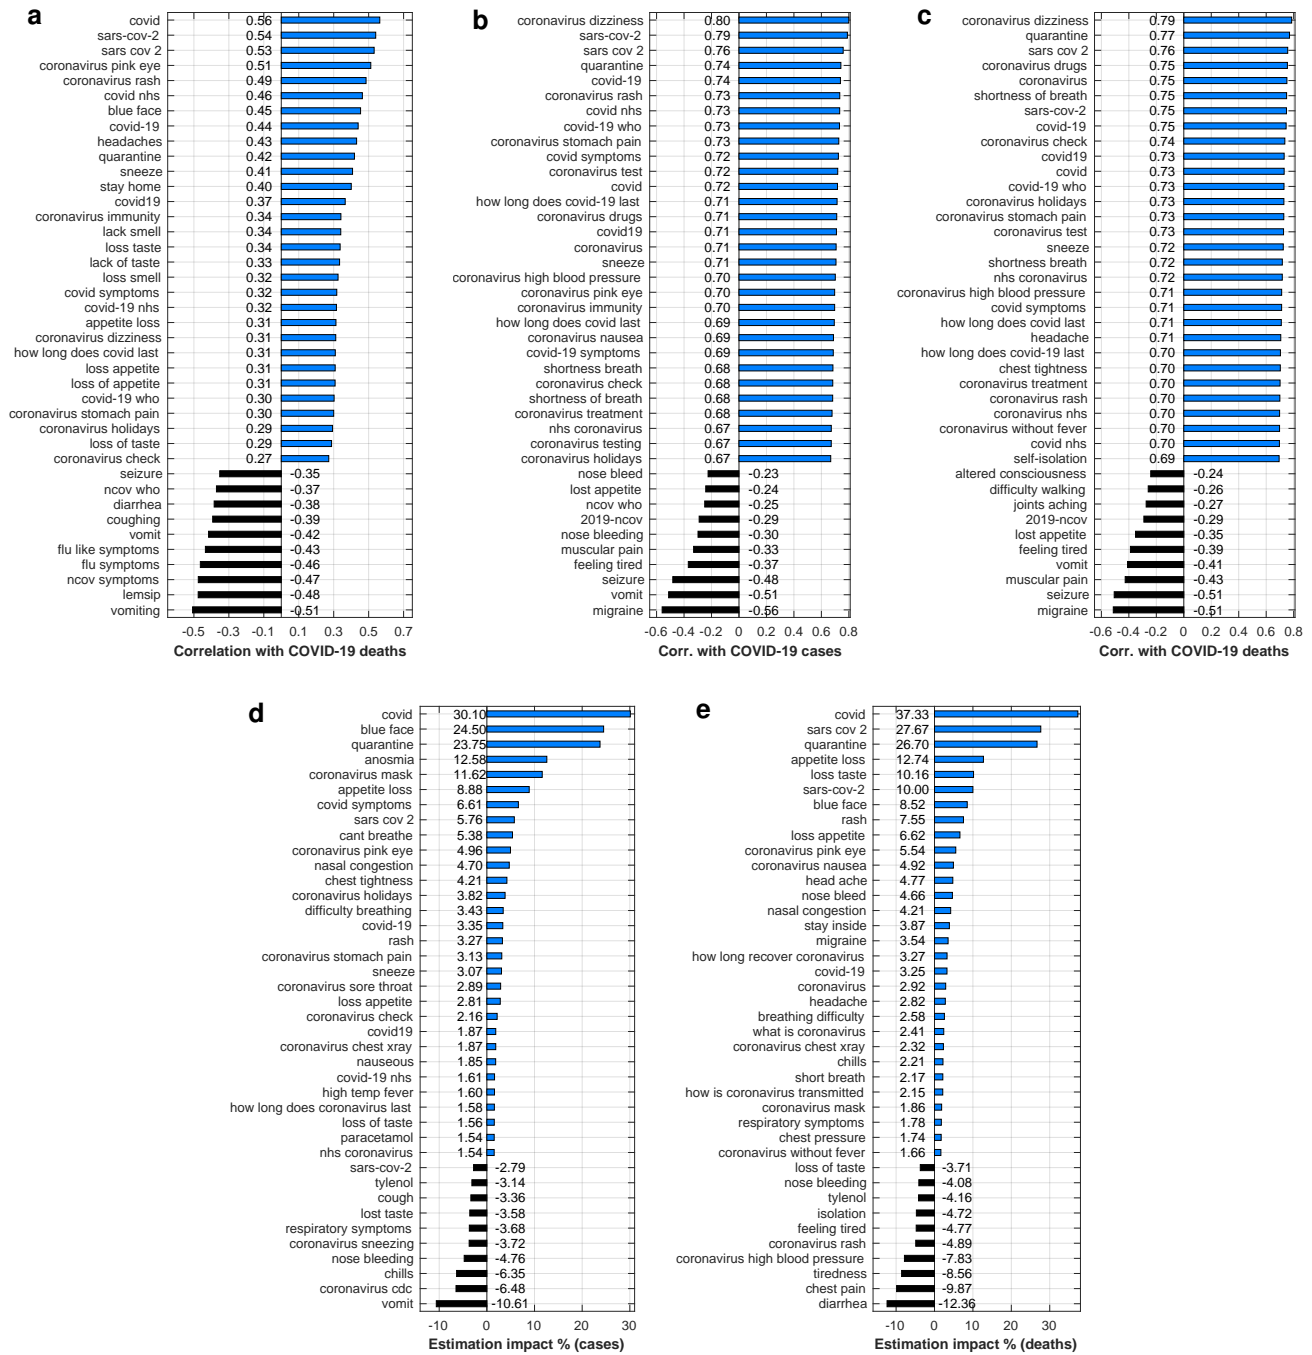 a
covid 0.56
sars-cov-2 0.54
sars cov 2 0.53
coronavirus pink eye 0.51
coronavirus rash 0.49
covid nhs 0.46
blue face 0.45
covid-19 0.44
headaches 0.43
quarantine 0.42
sneeze 0.41
stay home 0.40
covid19 0.37
coronavirus immunity 0.34
lack smell 0.34
loss taste 0.34
lack of taste 0.33
loss smell 0.32
covid symptoms 0.32
covid-19 nhs 0.32
appetite loss 0.31
coronavirus dizziness 0.31
how long does covid last 0.31
loss appetite 0.31
loss of appetite 0.31
covid-19 who 0.30
coronavirus stomach pain 0.30
coronavirus holidays 0.29
loss of taste 0.29
coronavirus check 0.27
seizure -0.35
ncov who -0.37
diarrhea -0.38
coughing -0.39
vomit -0.42
flu like symptoms -0.43
flu symptoms -0.46
ncov symptoms -0.47
lemsip -0.48
vomiting -0.51
-0.5 -0.3 -0.1 0.1 0.3 0.5 0.7
Correlation with COVID-19 deaths
b
coronavirus dizziness 0.80
sars-cov-2 0.79
sars cov 2 0.76
quarantine 0.74
covid-19 0.74
coronavirus rash 0.73
covid nhs 0.73
covid-19 who 0.73
coronavirus stomach pain 0.73
covid symptoms 0.72
coronavirus test 0.72
covid 0.72
how long does covid-19 last 0.71
coronavirus drugs 0.71
covid19 0.71
coronavirus 0.71
sneeze 0.71
coronavirus high blood pressure 0.70
coronavirus pink eye 0.70
coronavirus immunity 0.70
how long does covid last 0.69
coronavirus nausea 0.69
covid-19 symptoms 0.69
shortness breath 0.68
coronavirus check 0.68
shortness of breath 0.68
coronavirus treatment 0.68
nhs coronavirus 0.67
coronavirus testing 0.67
coronavirus holidays 0.67
nose bleed -0.23
lost appetite -0.24
ncov who -0.25
2019-ncov -0.29
nose bleeding -0.30
muscular pain -0.33
feeling tired -0.37
seizure -0.48
vomit -0.51
migraine -0.56
-0.6 -0.4 -0.2 0 0.2 0.4 0.6 0.8
Corr. with COVID-19 cases
c
coronavirus dizziness 0.79
quarantine 0.77
sars cov 2 0.76
coronavirus drugs 0.75
coronavirus 0.75
shortness of breath 0.75
sars-cov-2 0.75
covid-19 0.75
coronavirus check 0.74
covid19 0.73
covid 0.73
covid-19 who 0.73
coronavirus holidays 0.73
coronavirus stomach pain 0.73
coronavirus test 0.73
sneeze 0.72
shortness breath 0.72
nhs coronavirus 0.72
coronavirus high blood pressure 0.71
covid symptoms 0.71
how long does covid last 0.71
headache 0.71
how long does covid-19 last 0.70
chest tightness 0.70
coronavirus treatment 0.70
coronavirus rash 0.70
coronavirus nhs 0.70
coronavirus without fever 0.70
covid nhs 0.70
self-isolation 0.69
altered consciousness -0.24
difficulty walking -0.26
joints aching -0.27
2019-ncov -0.29
lost appetite -0.35
feeling tired -0.39
vomit -0.41
muscular pain -0.43
seizure -0.51
migraine -0.51
-0.6 -0.4 -0.2 0 0.2 0.4 0.6 0.8
Corr. with COVID-19 deaths
d
covid 30.10
blue face 24.50
quarantine 23.75
anosmia 12.58
coronavirus mask 11.62
appetite loss 8.88
covid symptoms 6.61
sars cov 2 5.76
cant breathe 5.38
coronavirus pink eye 4.96
nasal congestion 4.70
chest tightness 4.21
coronavirus holidays 3.82
difficulty breathing 3.43
covid-19 3.35
rash 3.27
coronavirus stomach pain 3.13
sneeze 3.07
coronavirus sore throat 2.89
loss appetite 2.81
coronavirus check 2.16
covid19 1.87
coronavirus chest xray 1.87
nauseous 1.85
covid-19 nhs 1.61
high temp fever 1.60
how long does coronavirus last 1.58
loss of taste 1.56
paracetamol 1.54
nhs coronavirus 1.54
sars-cov-2 -2.79
tylenol -3.14
cough -3.36
lost taste -3.58
respiratory symptoms -3.68
coronavirus sneezing -3.72
nose bleeding -4.76
chills -6.35
coronavirus cdc -6.48
vomit -10.61
-10 0 10 20 30
Estimation impact % (cases)
e
covid 37.33
sars cov 2 27.67
quarantine 26.70
appetite loss 12.74
loss taste 10.16
sars-cov-2 10.00
blue face 8.52
rash 7.55
loss appetite 6.62
coronavirus pink eye 5.54
coronavirus nausea 4.92
head ache 4.77
nose bleed 4.66
nasal congestion 4.21
stay inside 3.87
migraine 3.54
how long recover coronavirus 3.27
covid-19 3.25
coronavirus 2.92
headache 2.82
breathing difficulty 2.58
what is coronavirus 2.41
coronavirus chest xray 2.32
chills 2.21
short breath 2.17
how is coronavirus transmitted 2.15
coronavirus mask 1.86
respiratory symptoms 1.78
chest pressure 1.74
coronavirus without fever 1.66
loss of taste -3.71
nose bleeding -4.08
tylenol -4.16
isolation -4.72
feeling tired -4.77
coronavirus rash -4.89
coronavirus high blood pressure -7.83
tiredness -8.56
chest pain -9.87
diarrhea -12.36
-10 0 10 20 30
Estimation impact % (deaths)